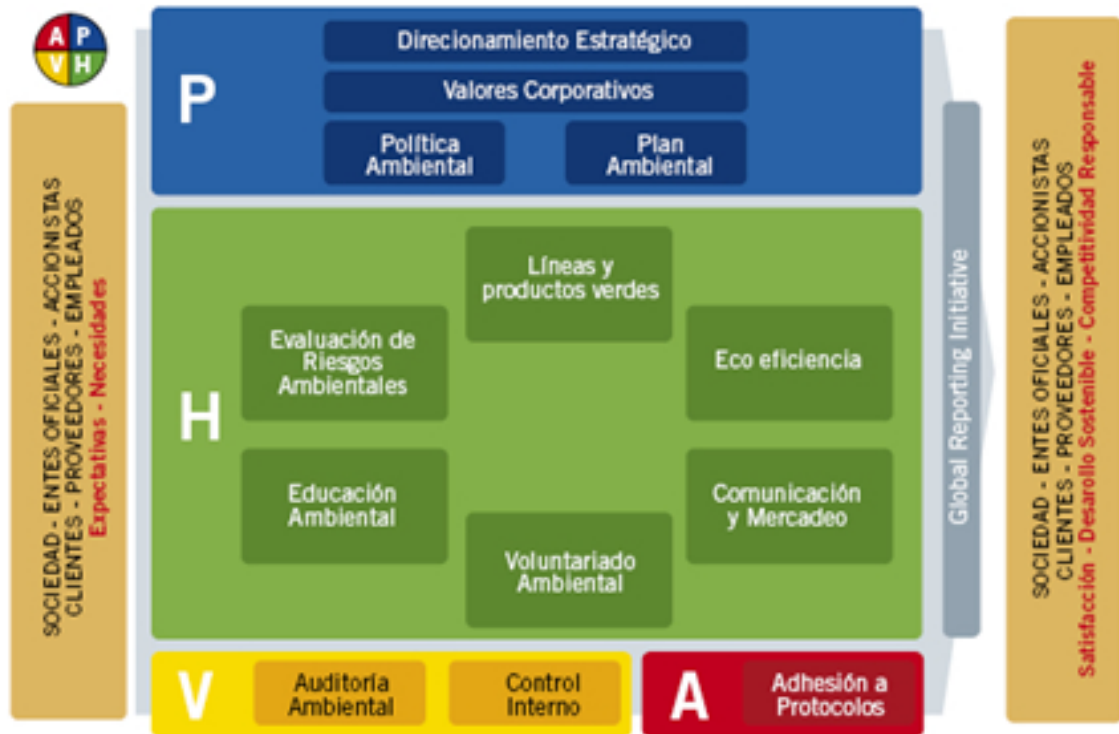 A P
V H
SOCIEDAD - ENTES OFICIALES - ACCIONISTAS
CLIENTES - PROVEEDORES - EMPLEADOS
Expectativas - Necesidades
P
Direcionamiento Estratégico
Valores Corporativos
Política
Ambiental
Plan
Ambiental
H
Líneas y
productos verdes
Evaluación de
Riesgos
Ambientales
Eco eficiencia
Educación
Ambiental
Comunicación
y Mercadeo
Voluntariado
Ambiental
V
Auditoría
Ambiental
Control
Interno
A
Adhesión a
Protocolos
Global Reporting Initiative
SOCIEDAD - ENTES OFICIALES - ACCIONISTAS
CLIENTES - PROVEEDORES - EMPLEADOS
Satisfacción - Desarollo Sostenible - Competitividad Responsable